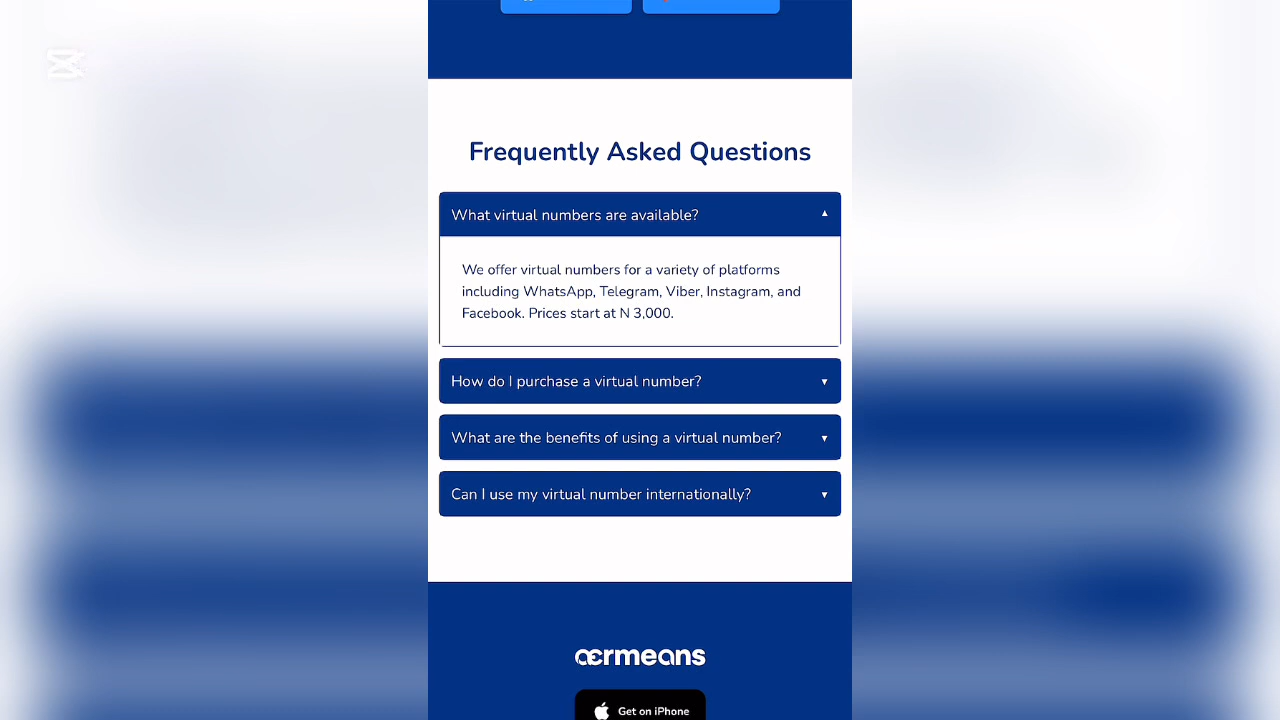 Frequently Asked Questions
What virtual numbers are available?
We offer virtual numbers for a variety of platforms
including WhatsApp, Telegram, Viber, Instagram, and
Facebook. Prices start at N 3,000.
How do I purchase a virtual number?
What are the benefits of using a virtual number?
Can I use my virtual number internationally?
acrmeans
Get on iPhone